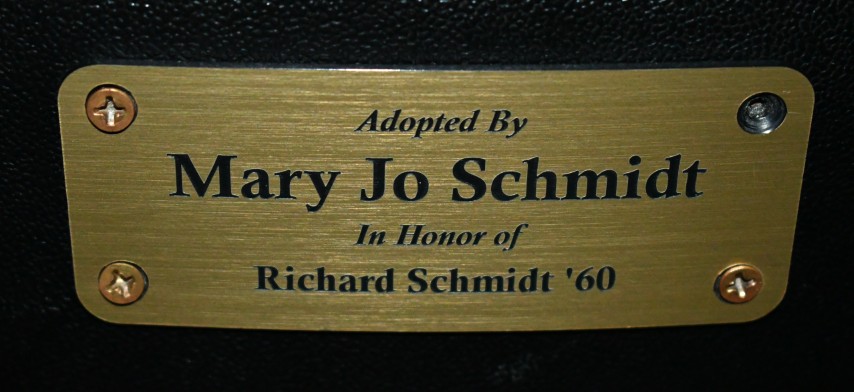 Adopted By
Mary Jo Schmidt
In Honor of
Richard Schmidt '60